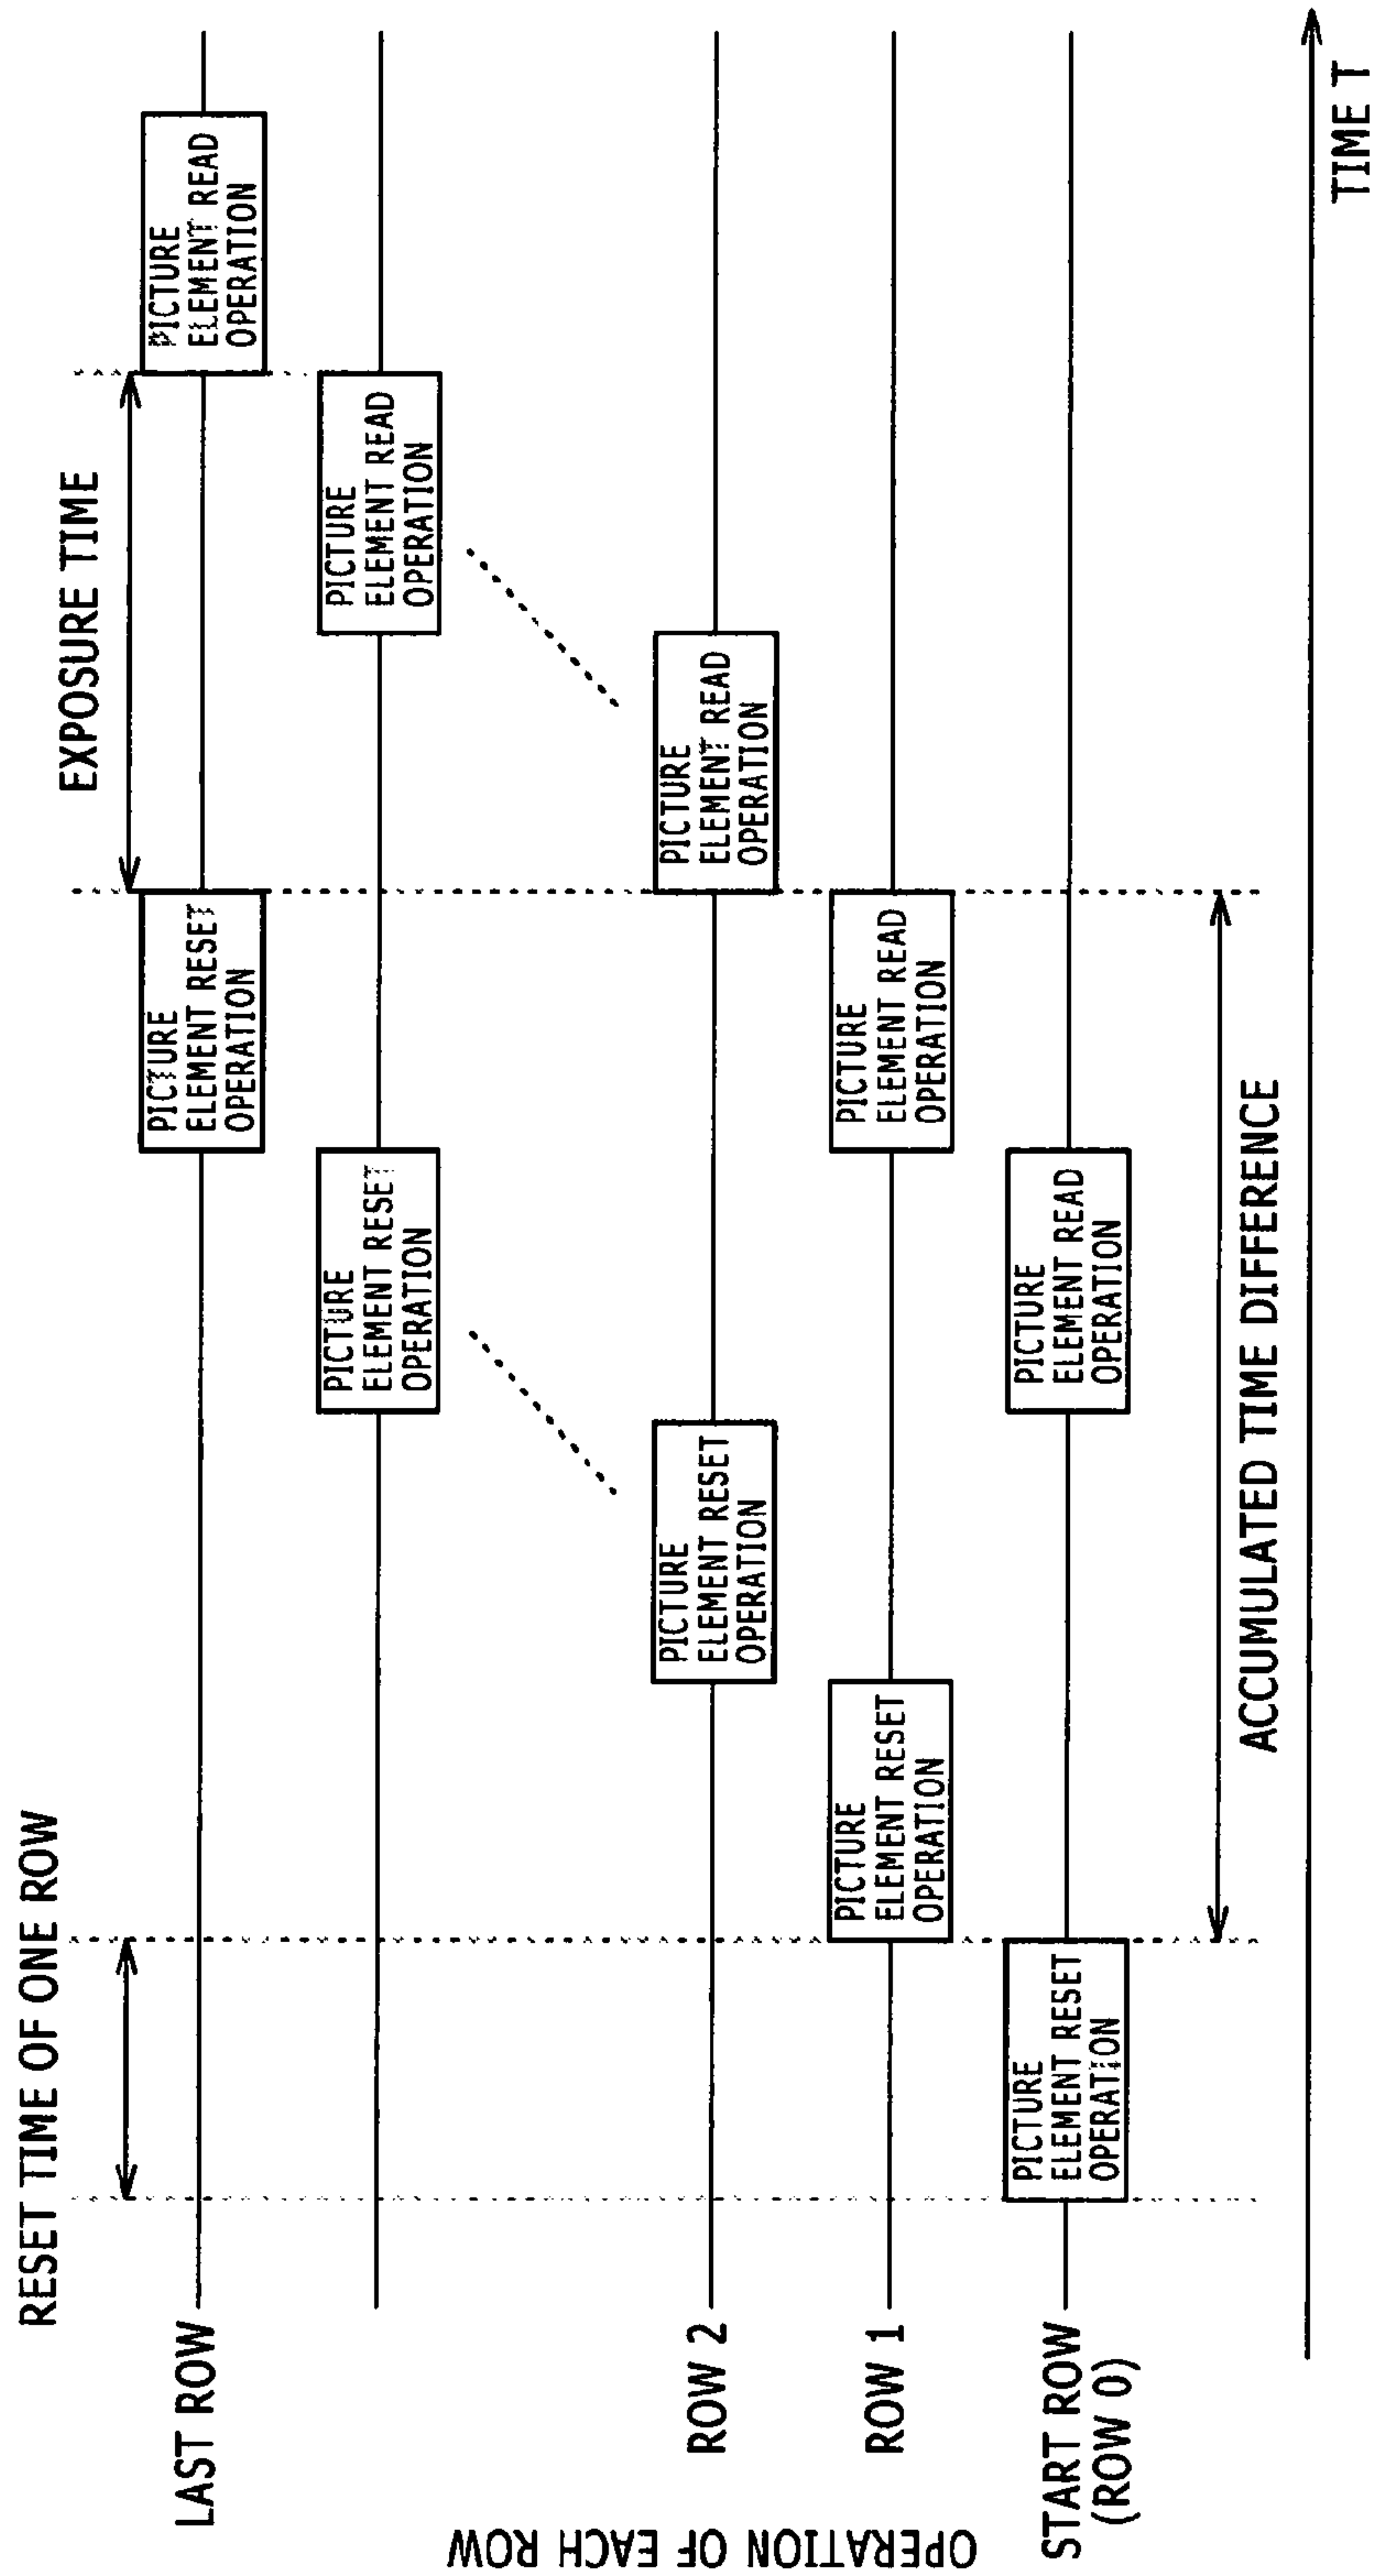 RESET TIME OF ONE ROW
EXPOSURE TIME
LAST ROW
PICTURE
ELEMENT RESET
OPERATION
PICTURE
ELEMENT READ
OPERATION
PICTURE
ELEMENT RESET
OPERATION
PICTURE
ELEMENT READ
OPERATION
ROW 2
PICTURE
ELEMENT RESET
OPERATION
PICTURE
ELEMENT READ
OPERATION
ROW 1
PICTURE
ELEMENT RESET
OPERATION
PICTURE
ELEMENT READ
OPERATION
START ROW
(ROW 0)
PICTURE
ELEMENT RESET
OPERATION
PICTURE
ELEMENT READ
OPERATION
ACCUMULATED TIME DIFFERENCE
TIME T
OPERATION OF EACH ROW